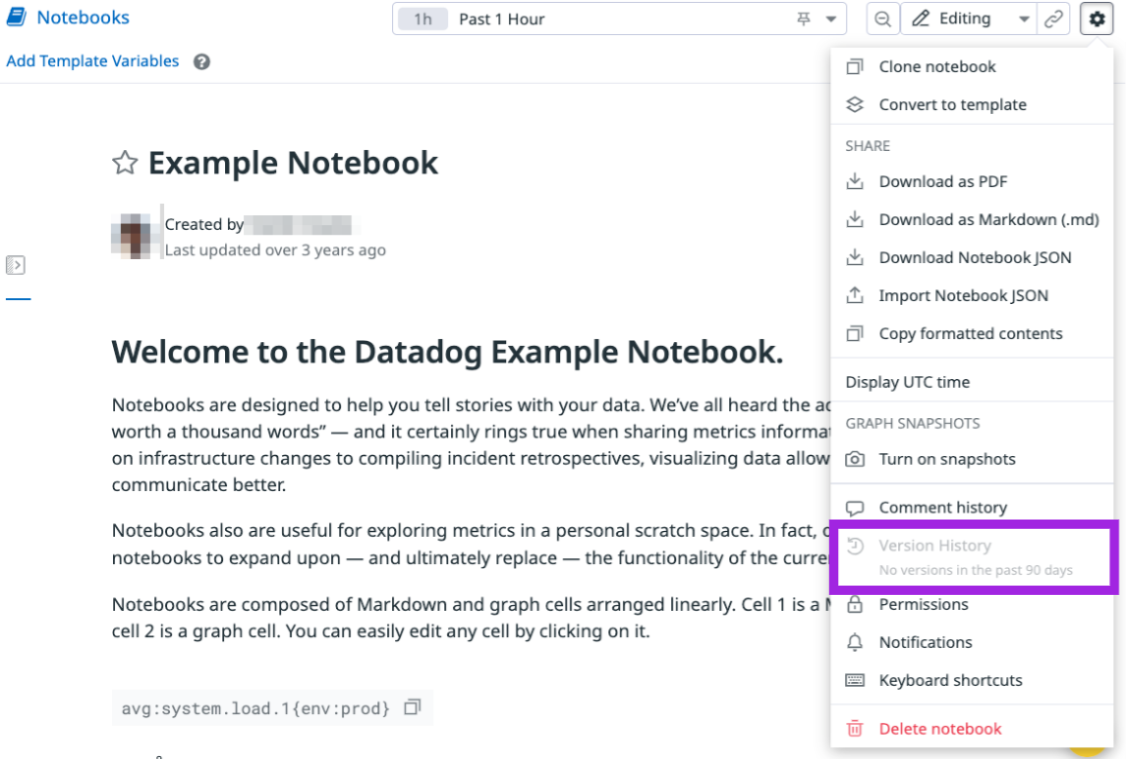 Notebooks
1h Past 1 Hour
Editing
Add Template Variables ?
Example Notebook
Created by
Last updated over 3 years ago
Welcome to the Datadog Example Notebook.
Notebooks are designed to help you tell stories with your data. We’ve all heard the
worth a thousand words” — and it certainly rings true when sharing metrics
on infrastructure changes to compiling incident retrospectives, visualizing data allow
communicate better.
Notebooks also are useful for exploring metrics in a personal scratch space. In fact,
notebooks to expand upon — and ultimately replace — the functionality of the
Notebooks are composed of Markdown and graph cells arranged linearly. Cell 1 is a
cell 2 is a graph cell. You can easily edit any cell by clicking on it.
avg:system.load.1{env:prod}
Clone notebook
Convert to template
SHARE
Download as PDF
Download as Markdown (.md)
Download Notebook JSON
Import Notebook JSON
Copy formatted contents
Display UTC time
GRAPH SNAPSHOTS
Turn on snapshots
Comment history
Version History
No versions in the past 90 days
Permissions
Notifications
Keyboard shortcuts
Delete notebook